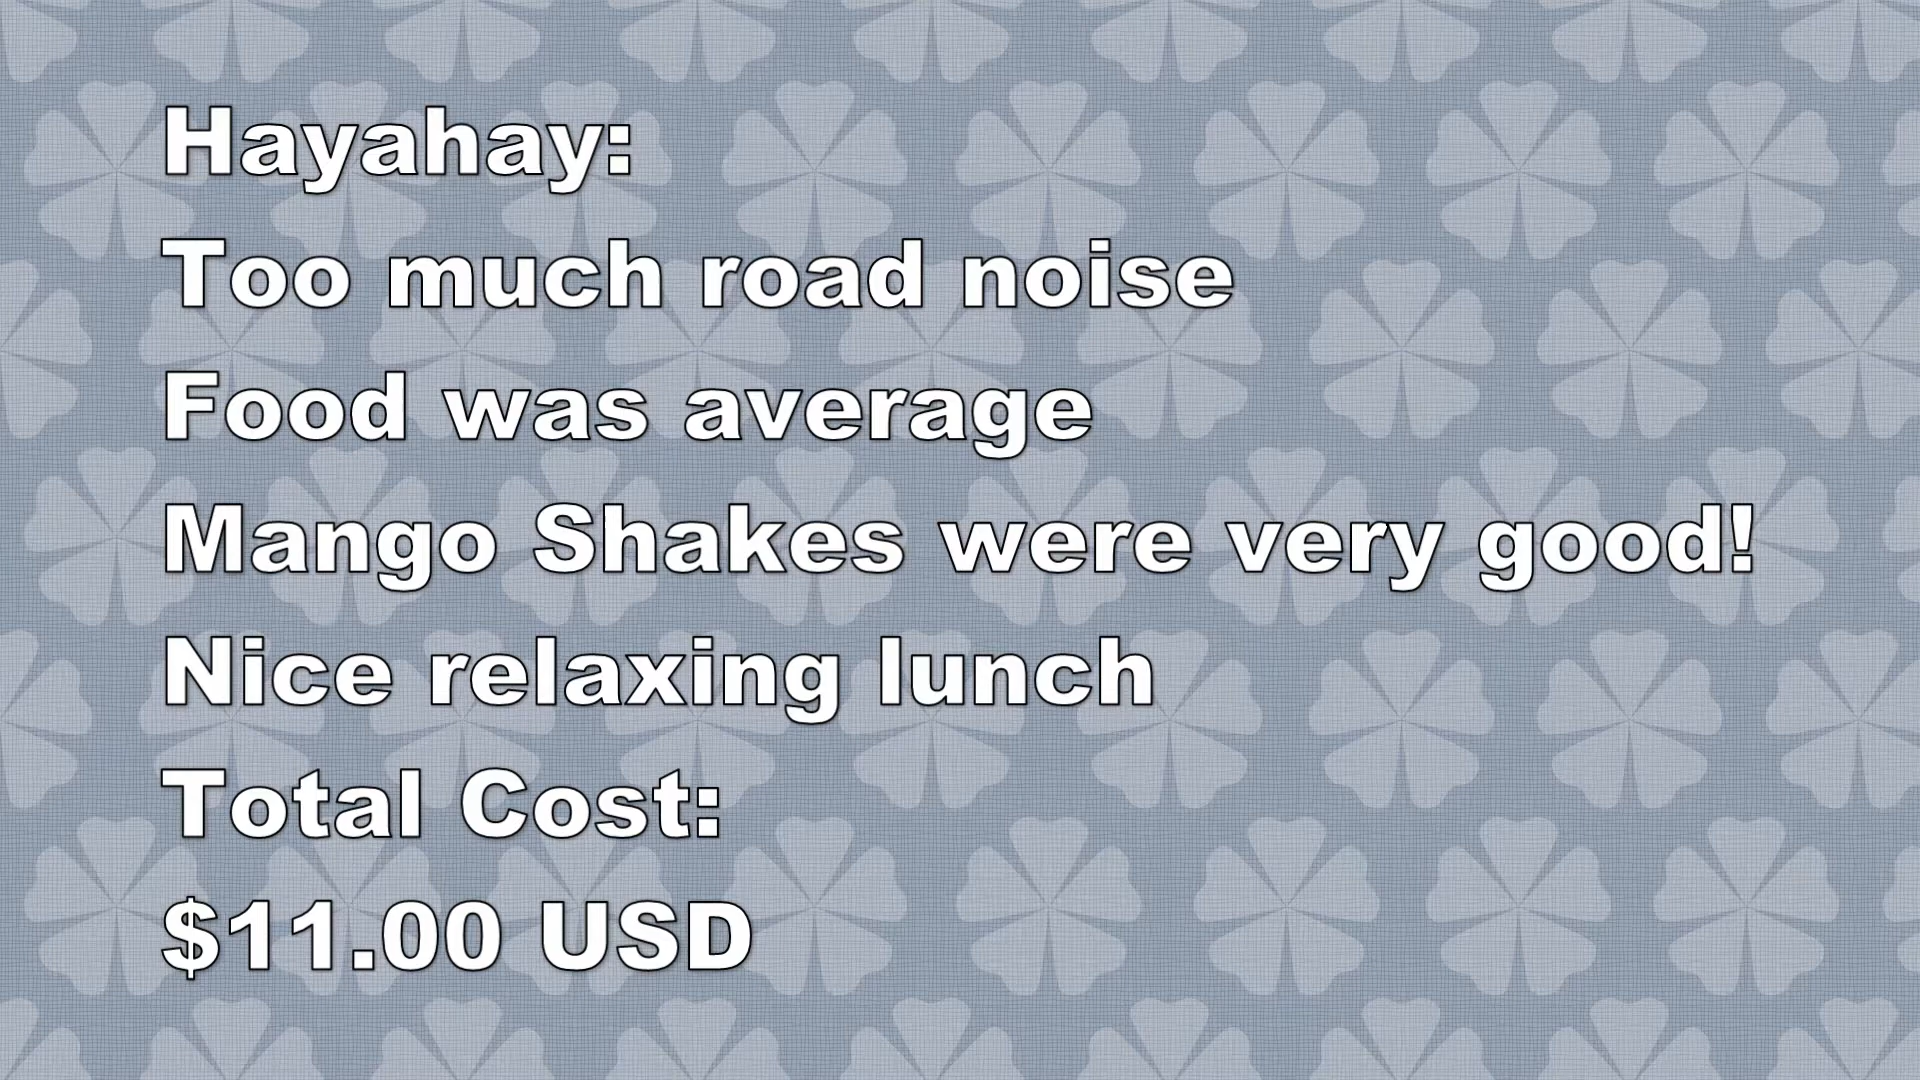 Hayahay:
Too much road noise
Food was average
Mango Shakes were very good!
Nice relaxing lunch
Total Cost:
$11.00 USD